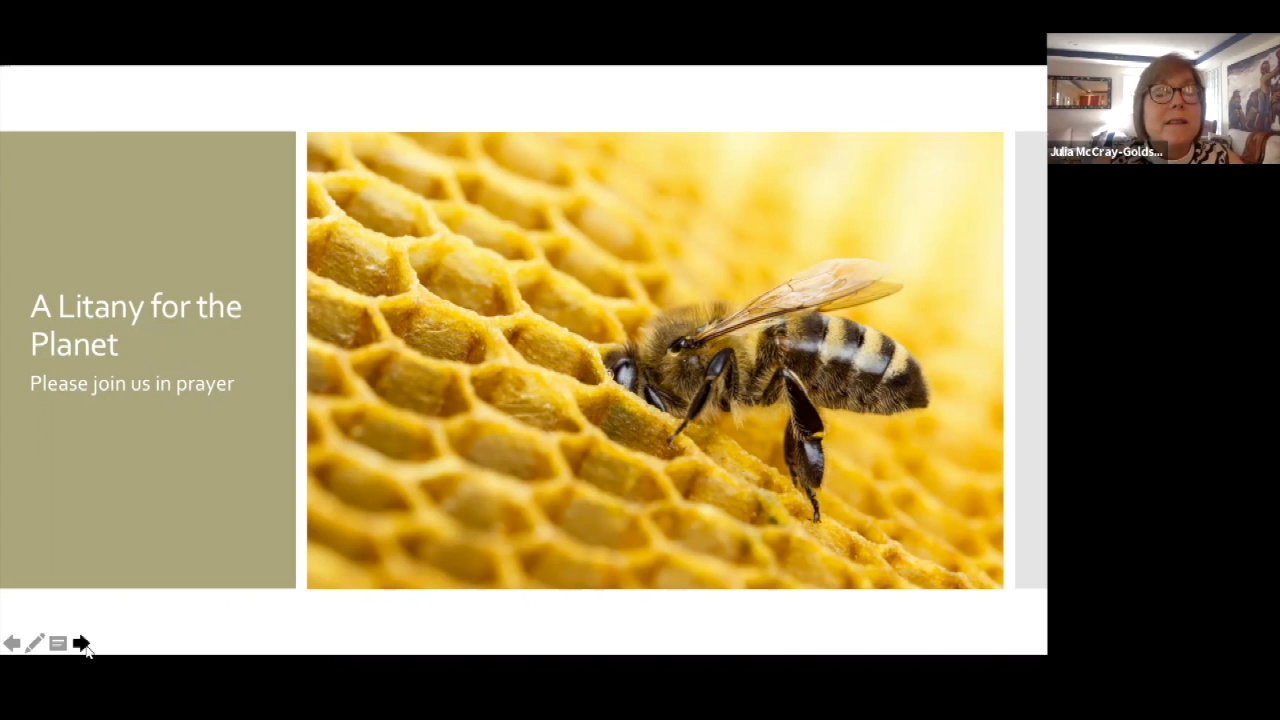 A Litany for the
Planet
Please join us in prayer
Julia McCray-Golds...